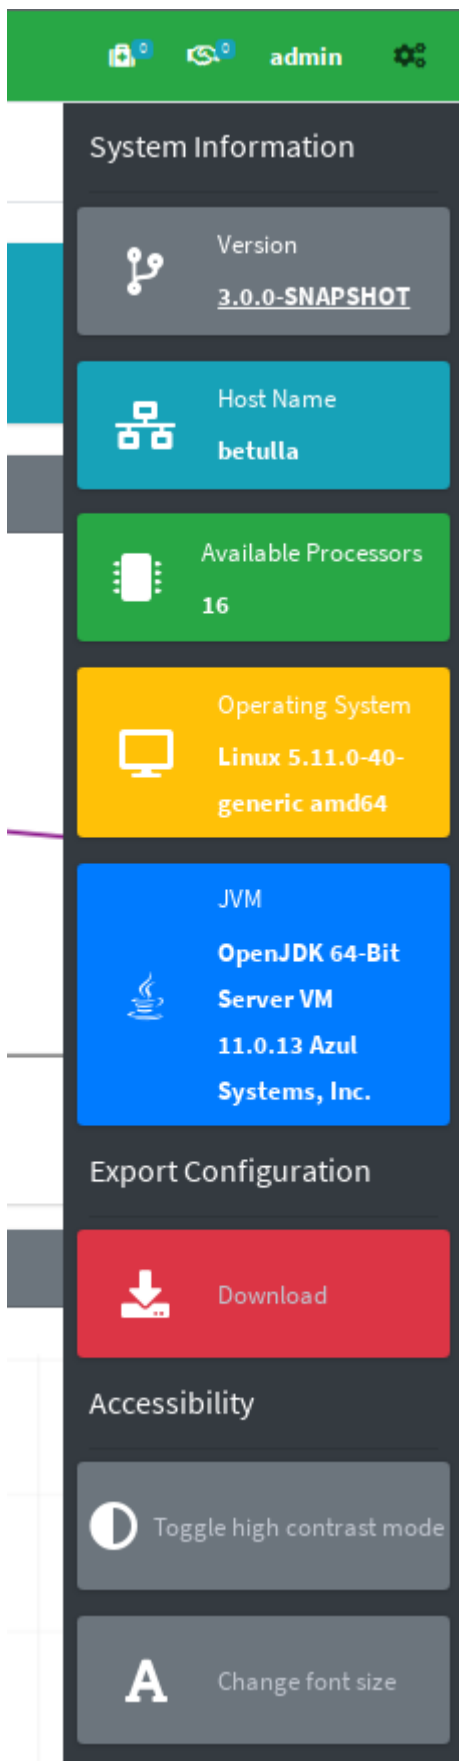 0 0 admin
System Information
Version
3.0.0-SNAPSHOT
Host Name
betulla
Available Processors
16
Operating System
Linux 5.11.0-40-
generic amd64
JVM
OpenJDK 64-Bit
Server VM
11.0.13 Azul
Systems, Inc.
Export Configuration
Download
Accessibility
Toggle high contrast mode
Change font size